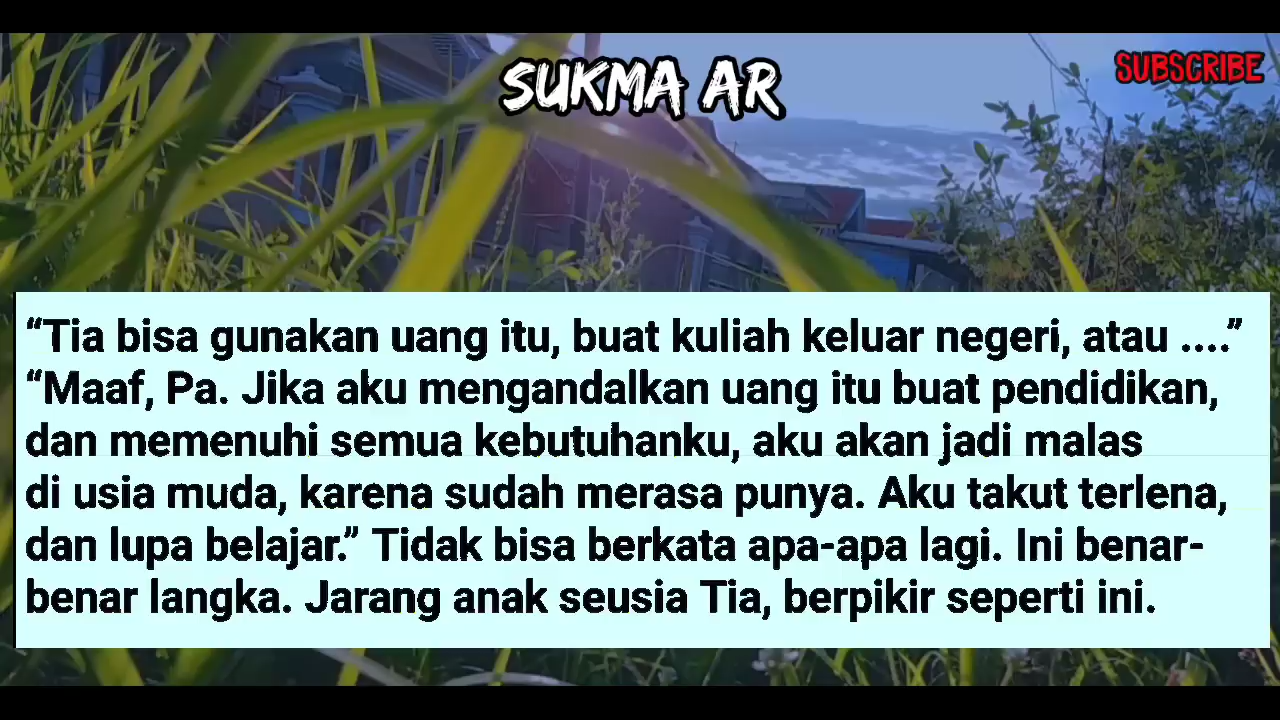 SUKMA AR
SUBSCRIBE
“Tia bisa gunakan uang itu, buat kuliah keluar negeri, atau ....”
“Maaf, Pa. Jika aku mengandalkan uang itu buat pendidikan,
dan memenuhi semua kebutuhanku, aku akan jadi malas
di usia muda, karena sudah merasa punya. Aku takut terlena,
dan lupa belajar.” Tidak bisa berkata apa-apa lagi. Ini benar-
benar langka. Jarang anak seusia Tia, berpikir seperti ini.